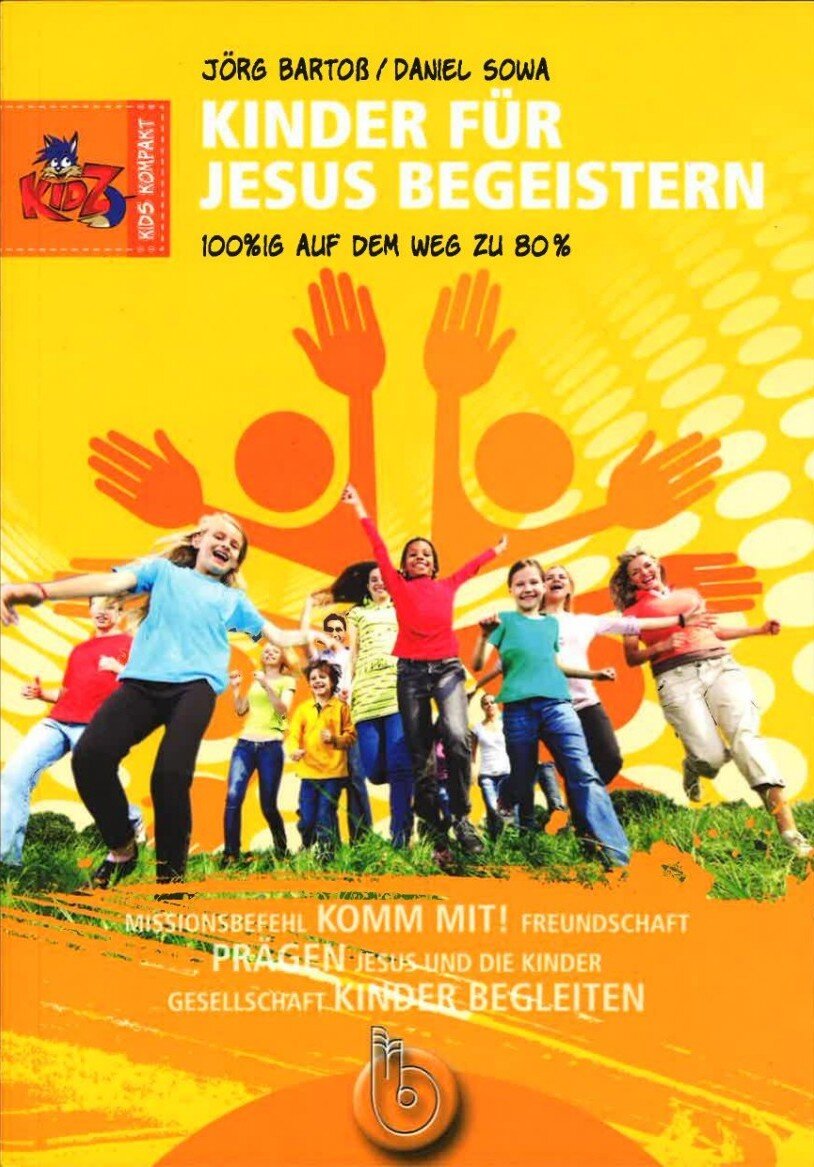 JÖRG BARTOß / DANIEL SOWA
KINDER FÜR
JESUS BEGEISTERN
100%IG AUF DEM WEG ZU 80%
KIDZ
KIDS KOMPAKT
MISSIONSBEFEHL KOMM MIT! FREUNDSCHAFT
PRÄGEN JESUS UND DIE KINDER
GESELLSCHAFT KINDER BEGLEITEN